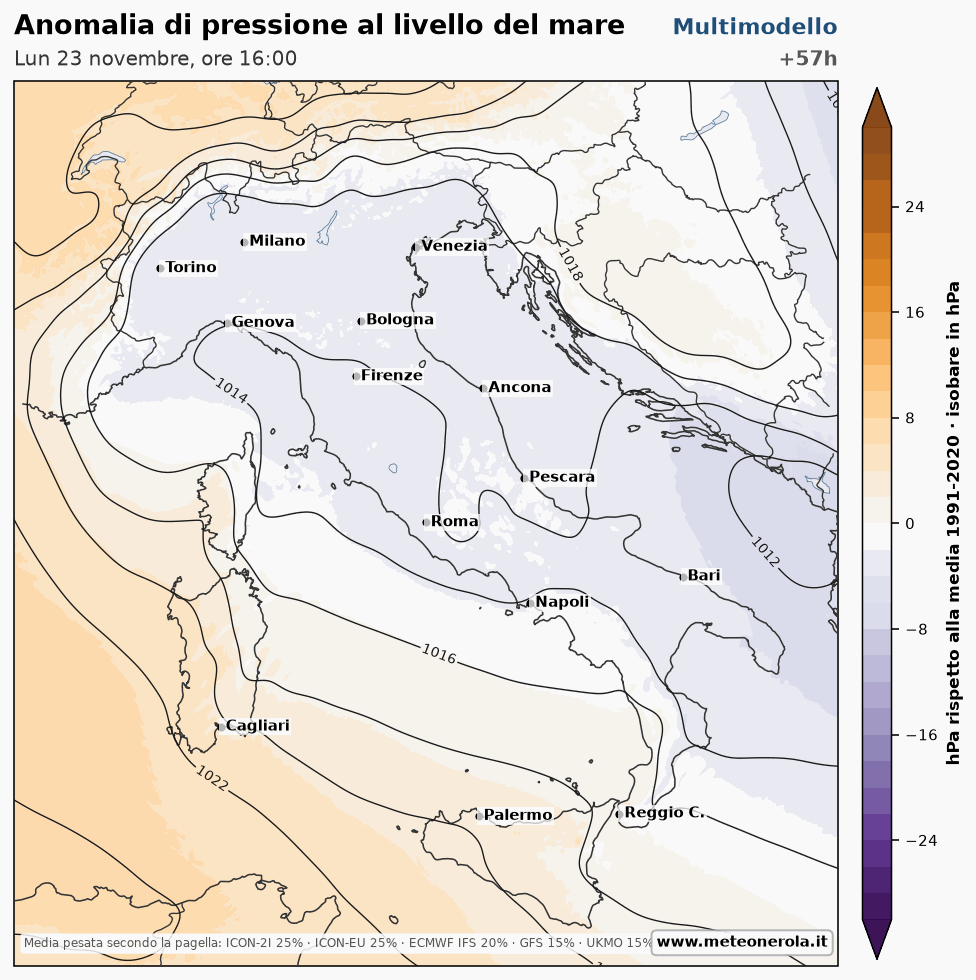 Anomalia di pressione al livello del mare
Multimodello
Lun 23 novembre, ore 16:00
+57h
Milano
Venezia
Torino
1018
Genova
Bologna
Firenze
Ancona
1014
Pescara
Roma
1012
Bari
Napoli
1016
Cagliari
1022
Palermo
Reggio C.
24
16
8
0
−8
−16
−24
hPa rispetto alla media 1991-2020 · isobare in hPa
Media pesata secondo la pagella: ICON-2I 25% · ICON-EU 25% · ECMWF IFS 20% · GFS 15% · UKMO 15%
www.meteonerola.it